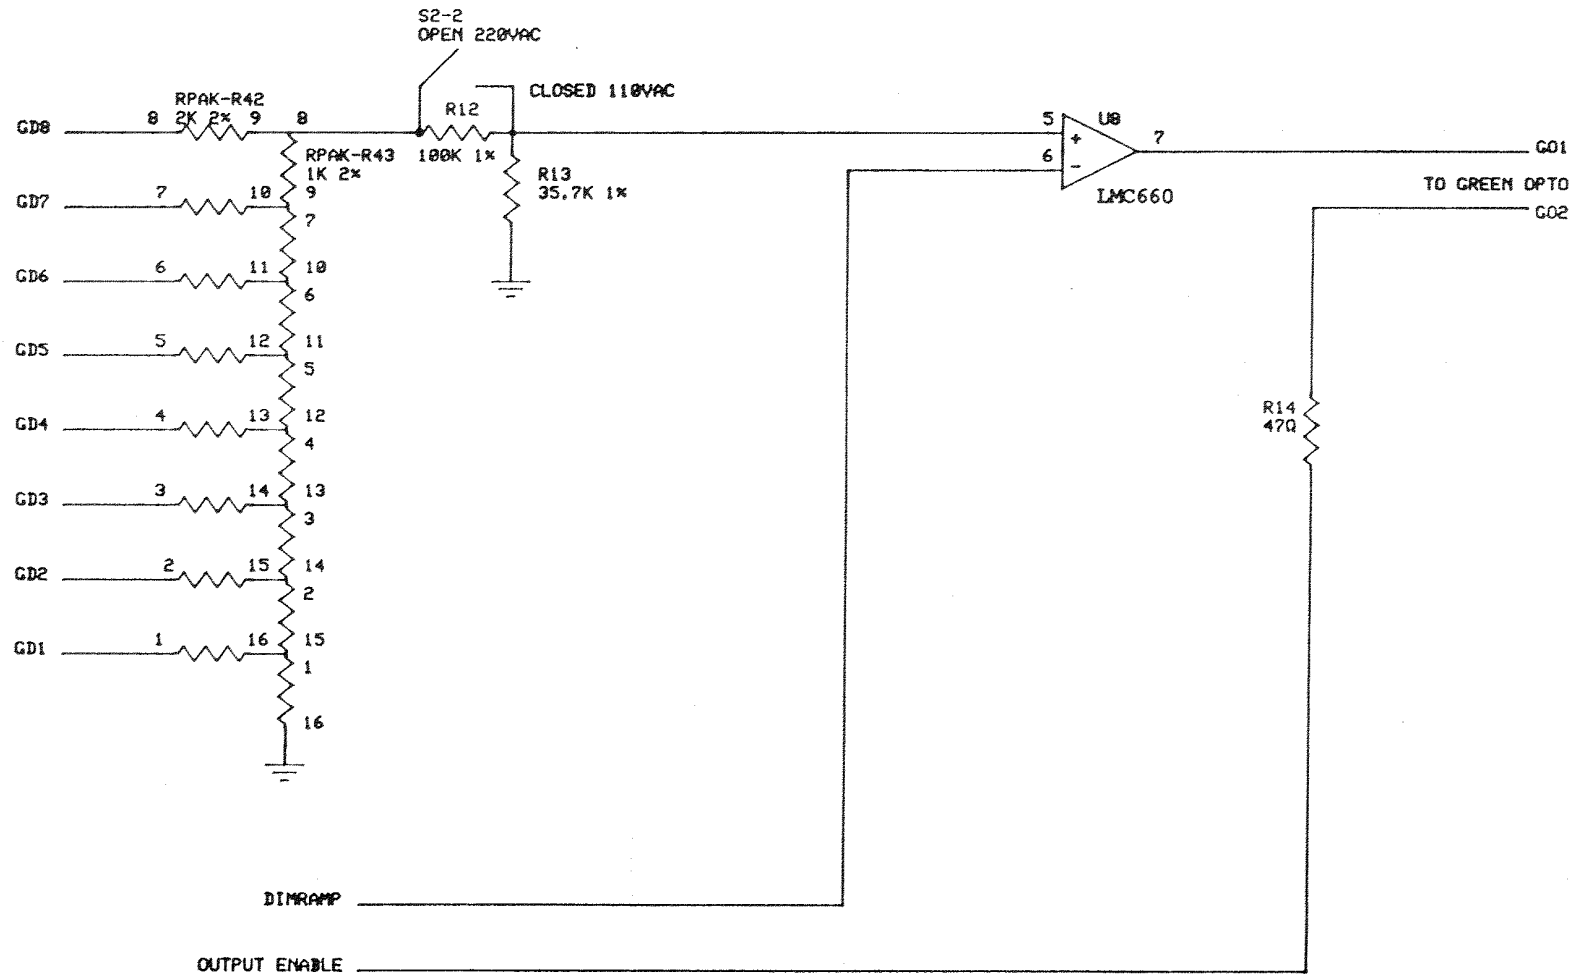 S2-2
OPEN 220VAC
CLOSED 110VAC
RPAK-R42
2K 2%
GD8
8
9
8
R12
100K 1%
5
U8
+
7
GO1
6
-
LMC660
RPAK-R43
1K 2%
R13
35.7K 1%
TO GREEN OPTO
GO2
GD7
7
10
9
7
GD6
6
11
10
6
GD5
5
12
11
5
GD4
4
13
12
4
R14
47Ω
GD3
3
14
13
3
GD2
2
15
14
2
GD1
1
16
15
1
16
DIMRAMP
OUTPUT ENABLE